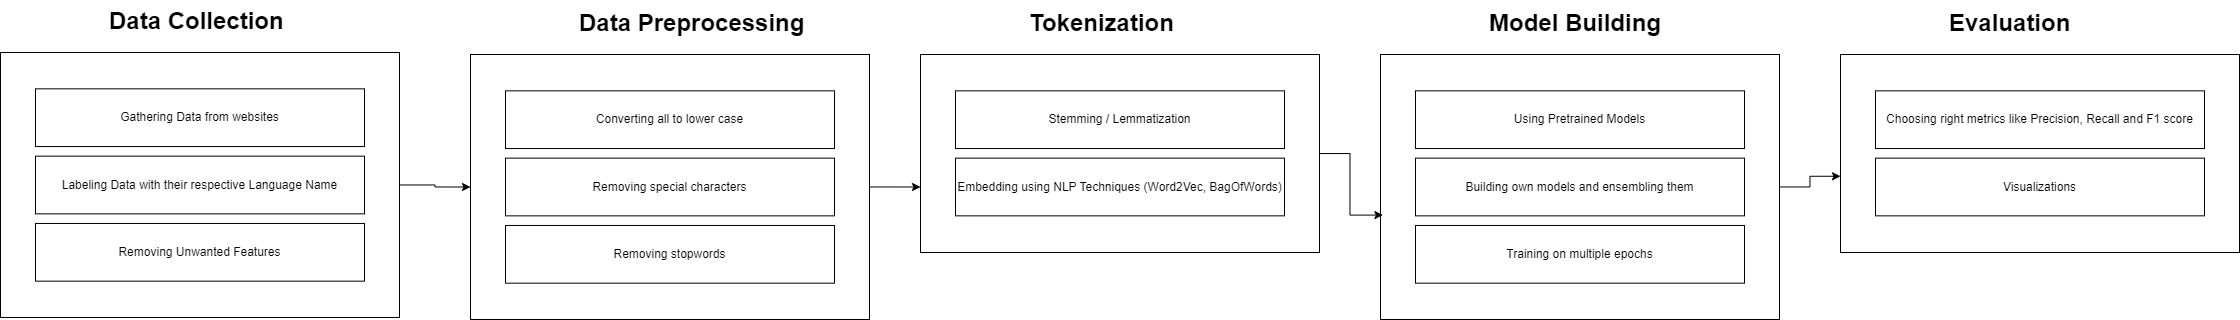 Data Collection
Gathering Data from websites
Labeling Data with their respective Language Name
Removing Unwanted Features
Data Preprocessing
Converting all to lower case
Removing special characters
Removing stopwords
Tokenization
Stemming / Lemmatization
Embedding using NLP Techniques (Word2Vec, BagOfWords)
Model Building
Using Pretrained Models
Building own models and ensembling them
Training on multiple epochs
Evaluation
Choosing right metrics like Precision, Recall and F1 score
Visualizations